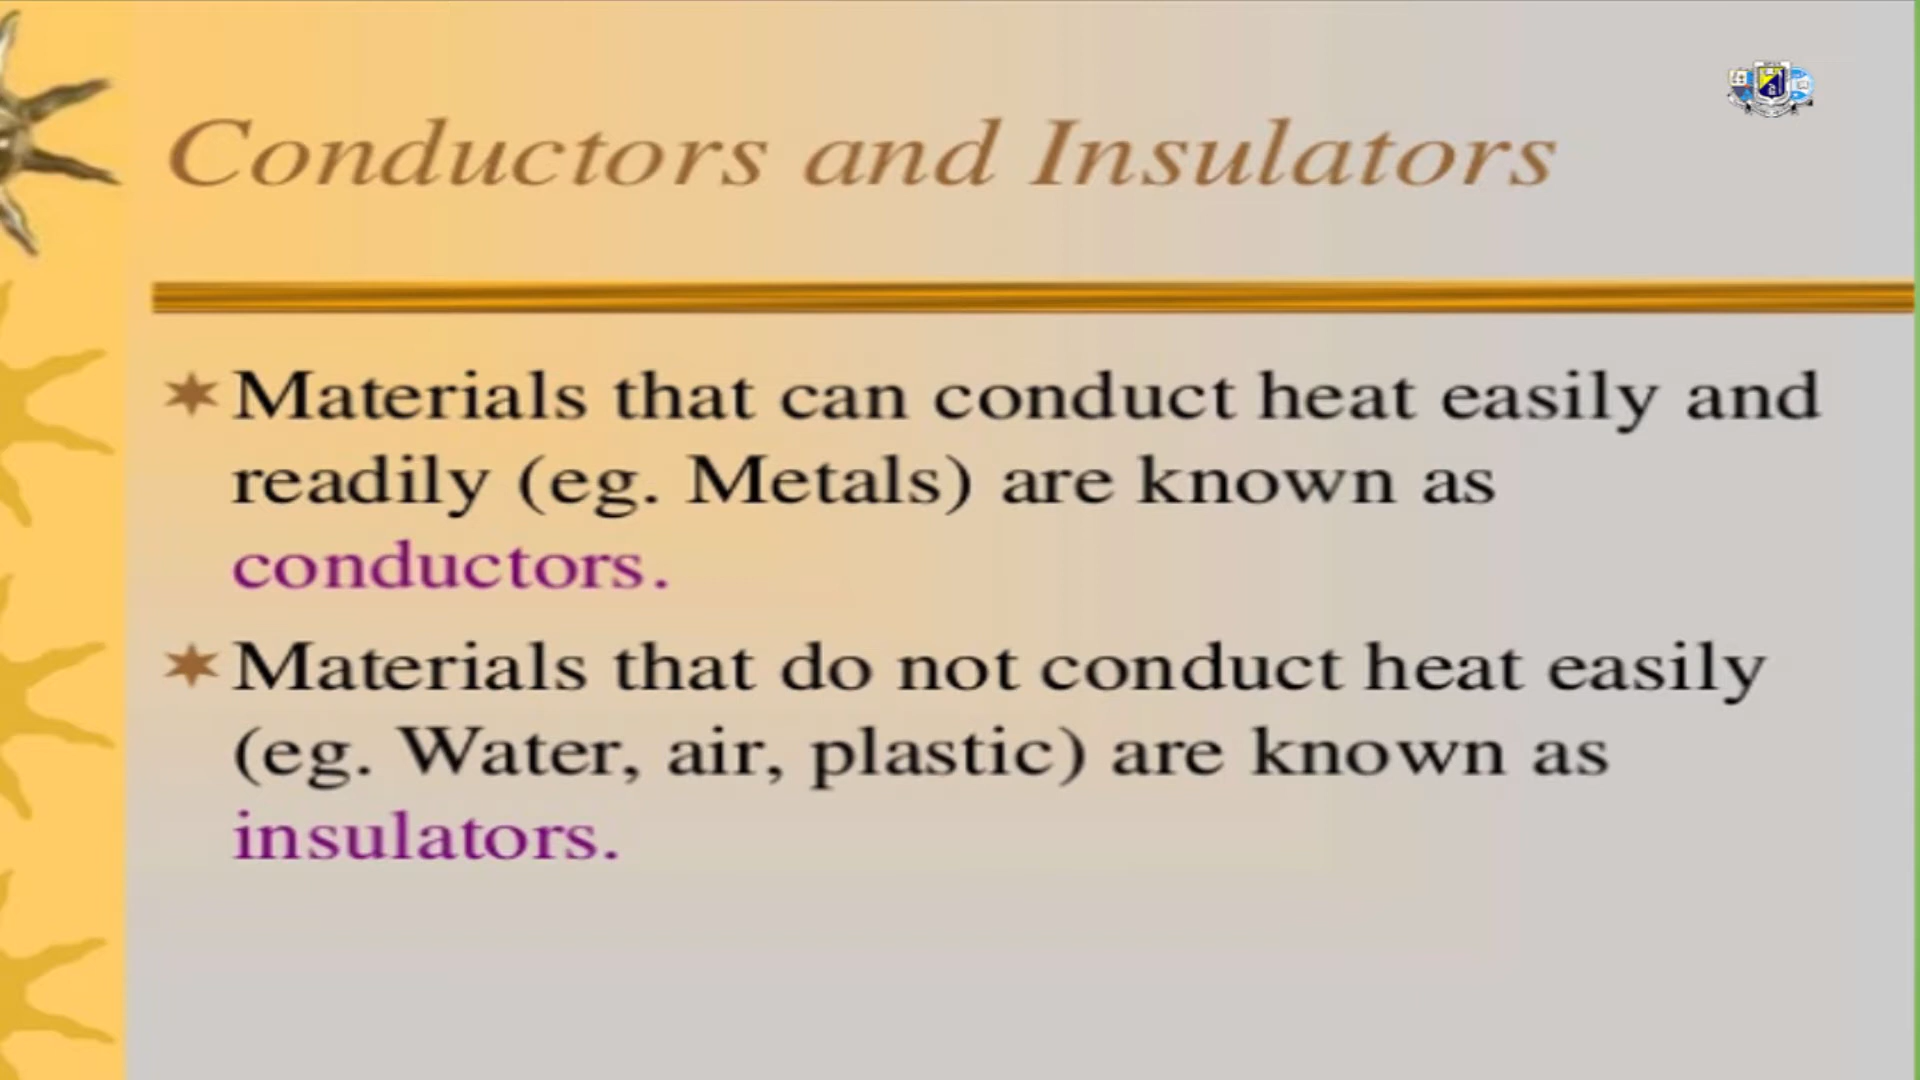 Conductors and Insulators
Materials that can conduct heat easily and
readily (eg. Metals) are known as
conductors.
Materials that do not conduct heat easily
(eg. Water, air, plastic) are known as
insulators.